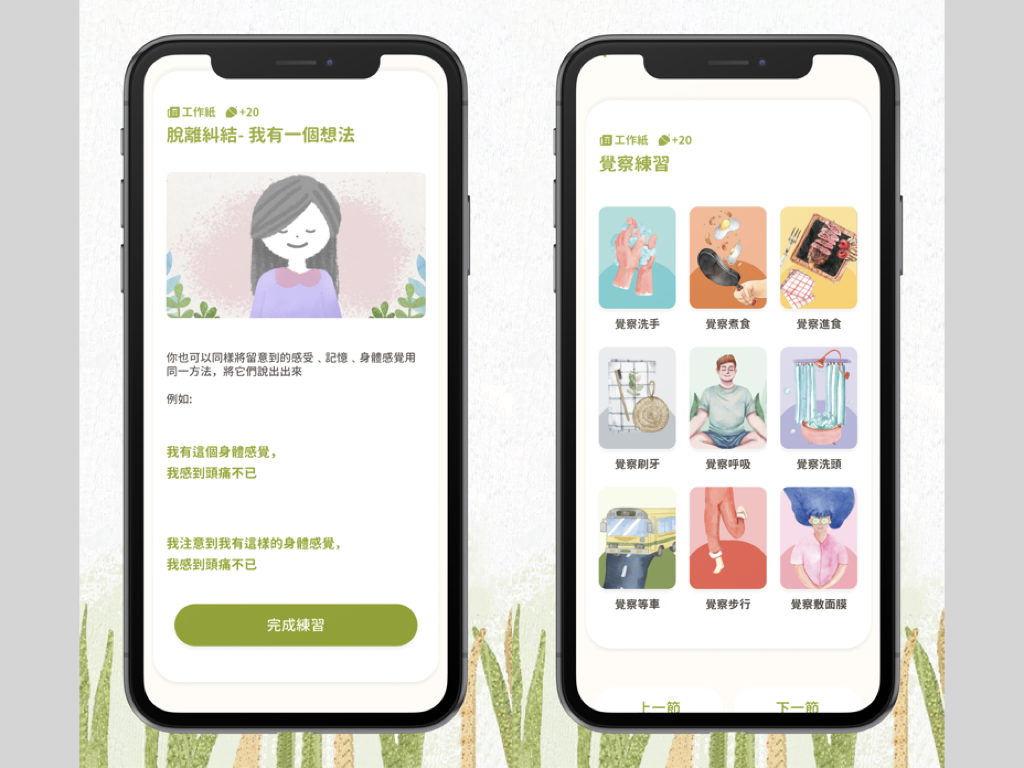 工作紙 +20
脫離糾結- 我有一個想法
你也可以同樣將留意到的感受、記憶、身體感覺用
同一方法，將它們說出出來
例如:
我有這個身體感覺，
我感到頭痛不已
我注意到我有這樣的身體感覺，
我感到頭痛不已
完成練習
工作紙 +20
覺察練習
覺察洗手 覺察煮食 覺察進食
覺察刷牙 覺察呼吸 覺察洗頭
覺察等車 覺察步行 覺察敷面膜
上一節 下一節